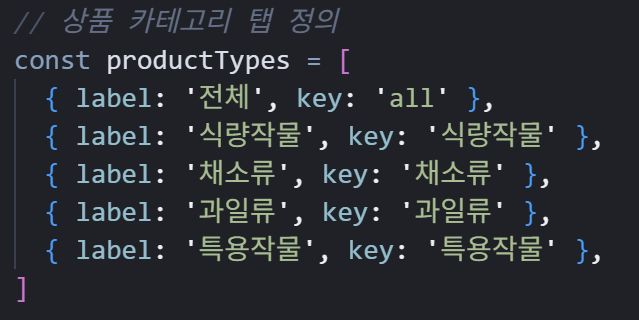 // 상품 카테고리 탭 정의
const productTypes = [
  { label: '전체', key: 'all' },
  { label: '식량작물', key: '식량작물' },
  { label: '채소류', key: '채소류' },
  { label: '과일류', key: '과일류' },
  { label: '특용작물', key: '특용작물' },
]